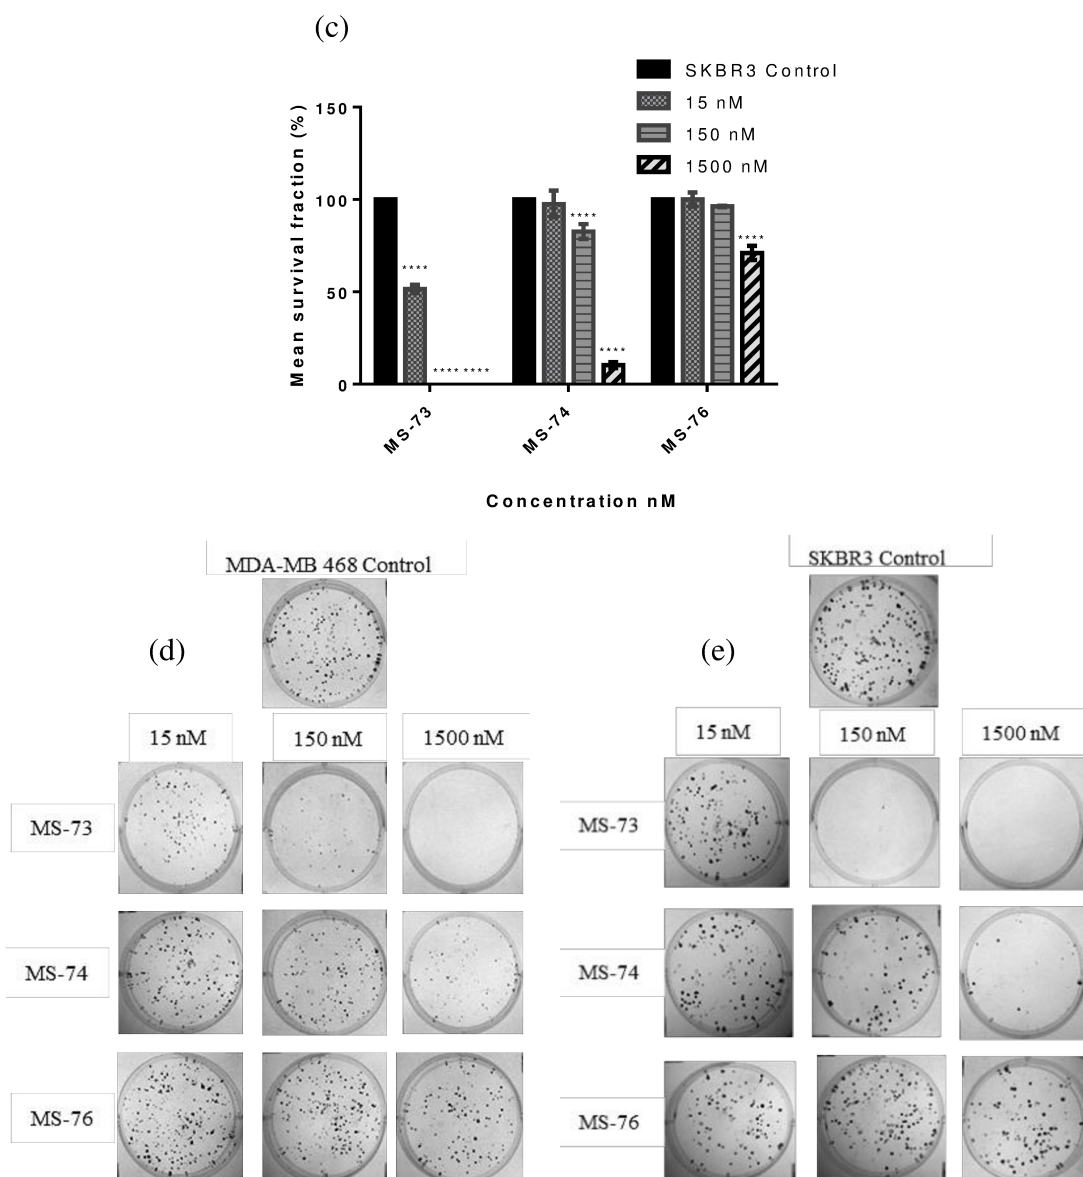 (c)
SKBR3 Control
15 nM
150 nM
1500 nM
Mean survival fraction (%)
150
100
50
0
****
**** ****
****
****
****
MS-73
MS-74
MS-76
Concentration nM
MDA-MB 468 Control
SKBR3 Control
(d)
(e)
15 nM
150 nM
1500 nM
15 nM
150 nM
1500 nM
MS-73
MS-73
MS-74
MS-74
MS-76
MS-76